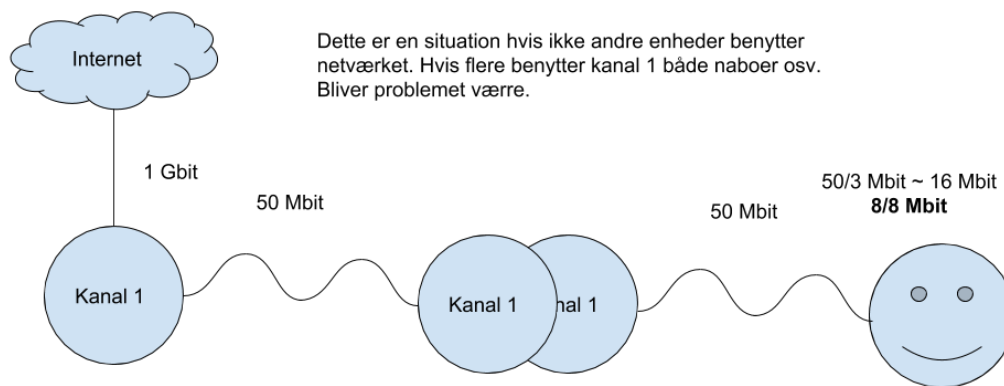 Internet
Dette er en situation hvis ikke andre enheder benytter
netværket. Hvis flere benytter kanal 1 både naboer osv.
Bliver problemet værre.
1 Gbit
50 Mbit
50 Mbit
50/3 Mbit ~ 16 Mbit
8/8 Mbit
Kanal 1
Kanal 1
nal 1